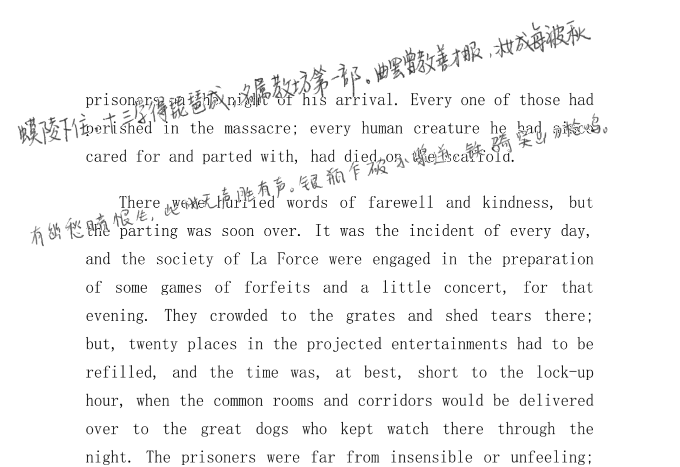 蟆陵下住。十三学得琵琶成，名属教坊第一部。曲罢曾教善才服，妆成每被秋
prisoners on the night of his arrival. Every one of those had
perished in the massacre; every human creature he had since
cared for and parted with, had died on the scaffold.
有幽愁暗恨生，此时无声胜有声。银瓶乍破水浆迸，铁骑突出刀枪鸣。
There were hurried words of farewell and kindness, but
the parting was soon over. It was the incident of every day,
and the society of La Force were engaged in the preparation
of some games of forfeits and a little concert, for that
evening. They crowded to the grates and shed tears there;
but, twenty places in the projected entertainments had to be
refilled, and the time was, at best, short to the lock-up
hour, when the common rooms and corridors would be delivered
over to the great dogs who kept watch there through the
night. The prisoners were far from insensible or unfeeling;